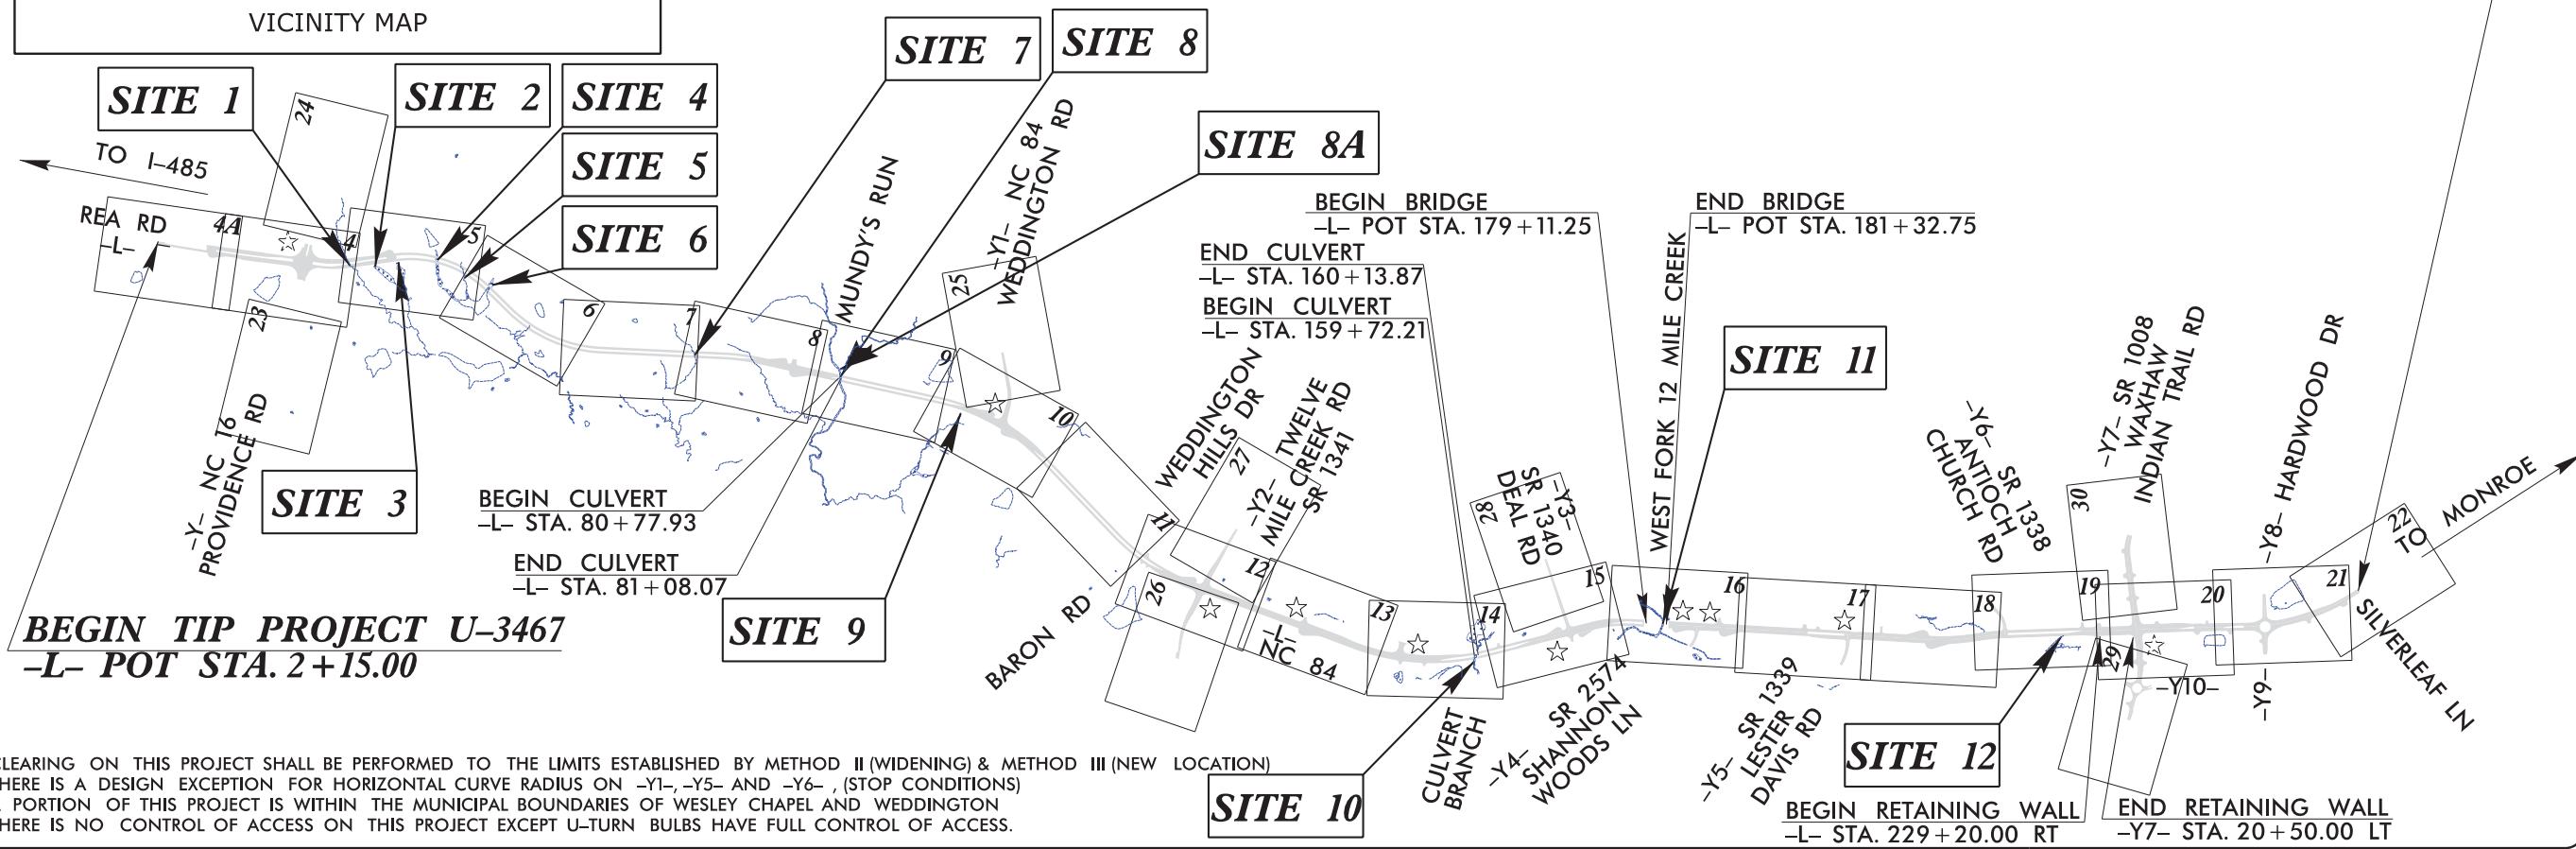 VICINITY MAP
SITE 1
SITE 2
SITE 4
SITE 5
SITE 6
SITE 7
SITE 8
SITE 8A
24
TO I–485
REA RD
–L–
4A
4
5
23
–Y– NC 16
PROVIDENCE RD
SITE 3
6
7
8
MUNDY'S RUN
9
25
–Y1– NC 84
WEDDINGTON RD
10
BEGIN CULVERT
–L– STA. 80+77.93
END CULVERT
–L– STA. 81+08.07
SITE 9
BEGIN TIP PROJECT U–3467
–L– POT STA. 2+15.00
BEGIN BRIDGE
–L– POT STA. 179+11.25
END BRIDGE
–L– POT STA. 181+32.75
END CULVERT
–L– STA. 160+13.87
BEGIN CULVERT
–L– STA. 159+72.21
WEST FORK 12 MILE CREEK
SITE 11
WEDDINGTON
HILLS DR
27
–Y2– TWELVE
MILE CREEK RD
SR 1341
11
12
26
BARON RD
–L–
NC 84
13
14
28
–Y3–
SR 1340
DEAL RD
15
16
17
18
19
20
21
22
CULVERT
BRANCH
SITE 10
–Y4– SR 2574
SHANNON
WOODS LN
–Y5– SR 1339
LESTER
DAVIS RD
–Y6– SR 1338
ANTIOCH
CHURCH RD
30
–Y7– SR 1008
WAXHAW
INDIAN TRAIL RD
–Y8– HARDWOOD DR
TO MONROE
SILVERLEAF LN
29
–Y10–
–Y9–
SITE 12
BEGIN RETAINING WALL
–L– STA. 229+20.00 RT
END RETAINING WALL
–Y7– STA. 20+50.00 LT
CLEARING ON THIS PROJECT SHALL BE PERFORMED TO THE LIMITS ESTABLISHED BY METHOD II (WIDENING) & METHOD III (NEW LOCATION)
HERE IS A DESIGN EXCEPTION FOR HORIZONTAL CURVE RADIUS ON –Y1–, –Y5– AND –Y6– , (STOP CONDITIONS)
PORTION OF THIS PROJECT IS WITHIN THE MUNICIPAL BOUNDARIES OF WESLEY CHAPEL AND WEDDINGTON
HERE IS NO CONTROL OF ACCESS ON THIS PROJECT EXCEPT U–TURN BULBS HAVE FULL CONTROL OF ACCESS.